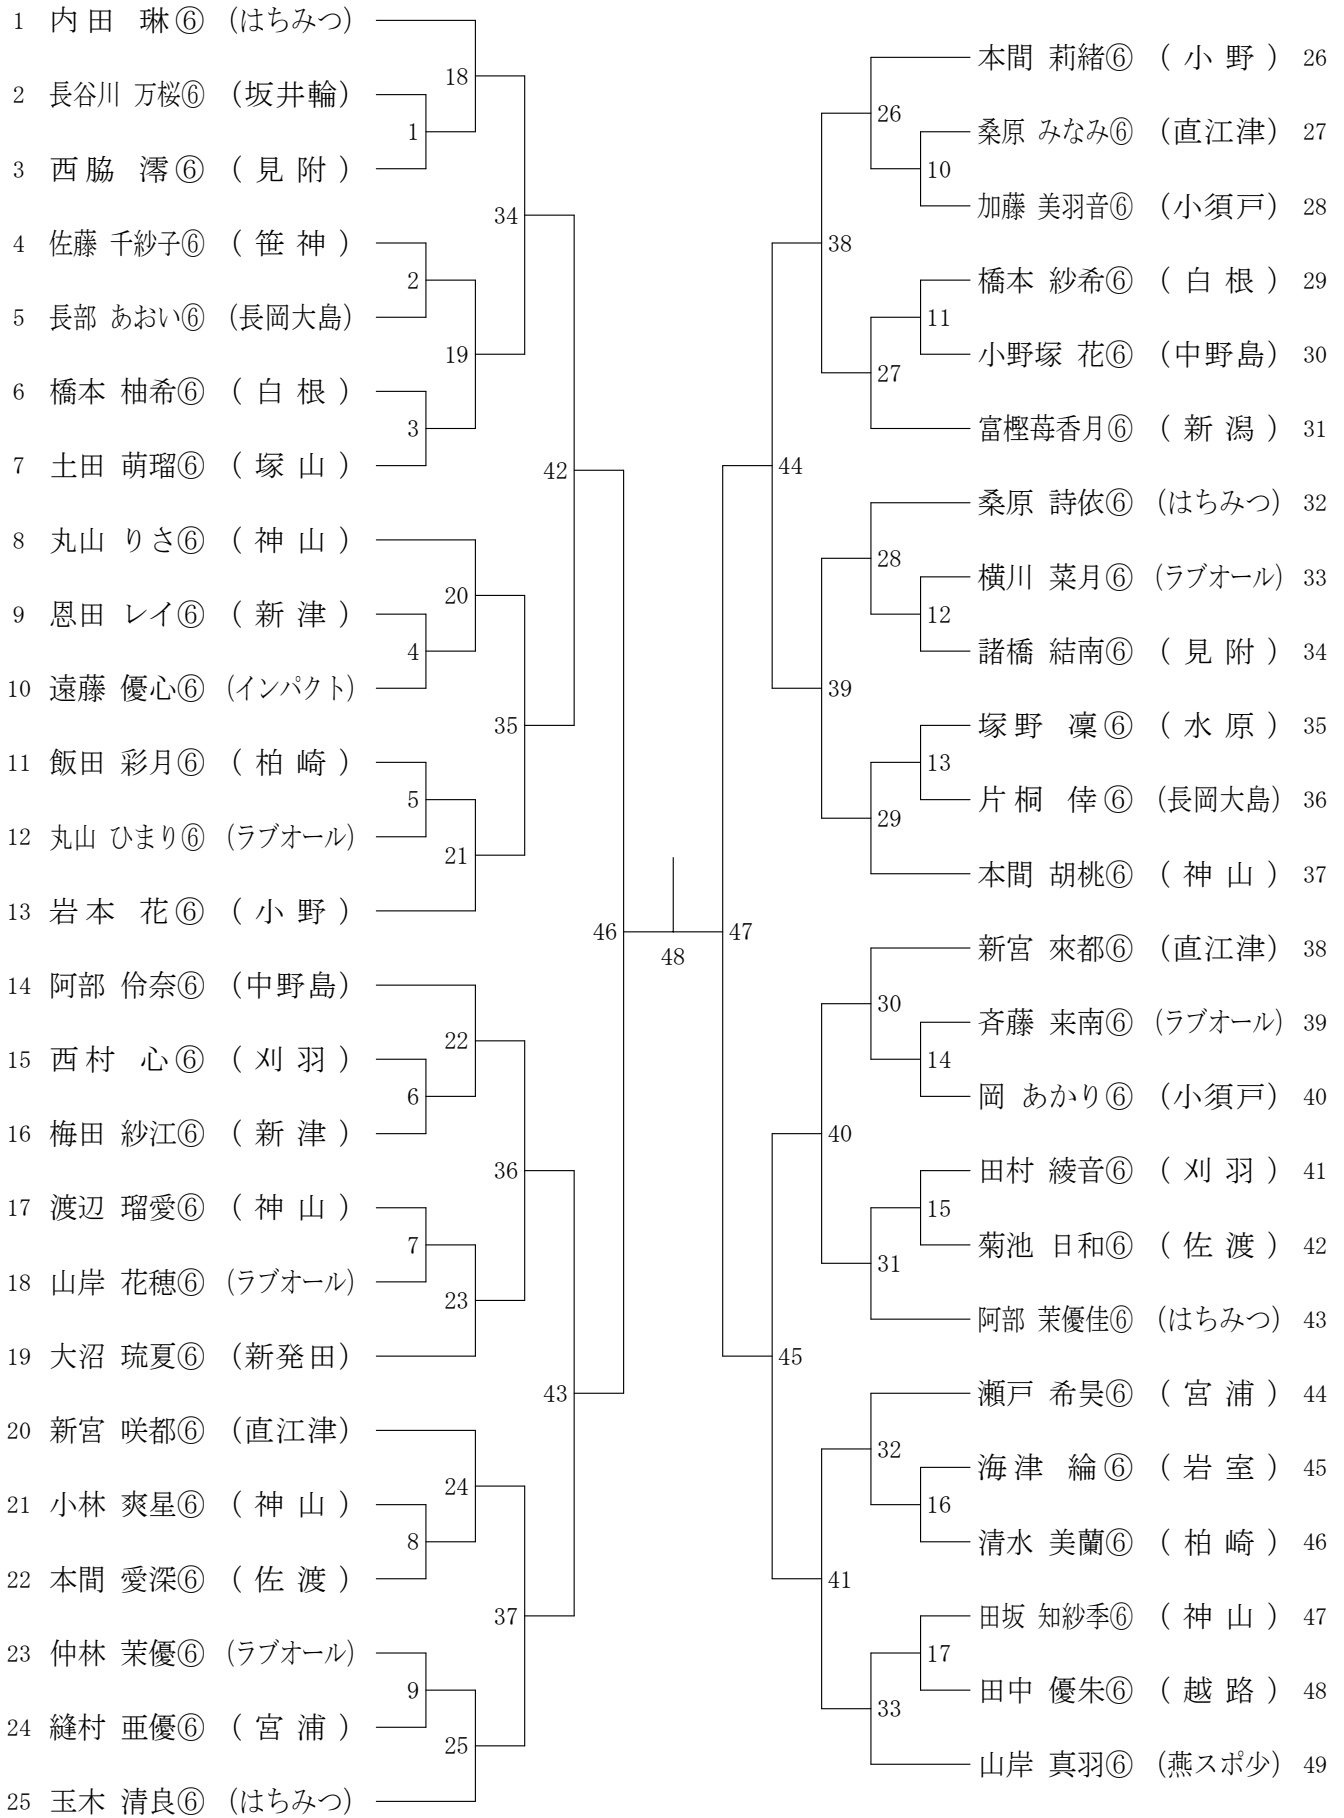 1 内田 琳⑥ (はちみつ)
2 長谷川 万桜⑥ (坂井輪)
3 西脇 澪⑥ (見附)
4 佐藤 千紗子⑥ (笹神)
5 長部 あおい⑥ (長岡大島)
6 橋本 柚希⑥ (白根)
7 土田 萌瑠⑥ (塚山)
8 丸山 りさ⑥ (神山)
9 恩田 レイ⑥ (新津)
10 遠藤 優心⑥ (インパクト)
11 飯田 彩月⑥ (柏崎)
12 丸山 ひまり⑥ (ラブオール)
13 岩本 花⑥ (小野)
14 阿部 伶奈⑥ (中野島)
15 西村 心⑥ (刈羽)
16 梅田 紗江⑥ (新津)
17 渡辺 瑠愛⑥ (神山)
18 山岸 花穂⑥ (ラブオール)
19 大沼 琉夏⑥ (新発田)
20 新宮 咲都⑥ (直江津)
21 小林 爽星⑥ (神山)
22 本間 愛深⑥ (佐渡)
23 仲林 茉優⑥ (ラブオール)
24 縫村 亜優⑥ (宮浦)
25 玉木 清良⑥ (はちみつ)
1
2
3
4
5
6
7
8
9
18
19
20
21
22
23
24
25
34
35
36
37
42
43
46
48
47
44
45
38
39
40
41
26
27
28
29
30
31
32
33
10
11
12
13
14
15
16
17
本間 莉緒⑥ (小野) 26
桑原 みなみ⑥ (直江津) 27
加藤 美羽音⑥ (小須戸) 28
橋本 紗希⑥ (白根) 29
小野塚 花⑥ (中野島) 30
富樫苺香月⑥ (新潟) 31
桑原 詩依⑥ (はちみつ) 32
横川 菜月⑥ (ラブオール) 33
諸橋 結南⑥ (見附) 34
塚野 凜⑥ (水原) 35
片桐 倖⑥ (長岡大島) 36
本間 胡桃⑥ (神山) 37
新宮 來都⑥ (直江津) 38
斉藤 来南⑥ (ラブオール) 39
岡 あかり⑥ (小須戸) 40
田村 綾音⑥ (刈羽) 41
菊池 日和⑥ (佐渡) 42
阿部 茉優佳⑥ (はちみつ) 43
瀬戸 希昊⑥ (宮浦) 44
海津 綸⑥ (岩室) 45
清水 美蘭⑥ (柏崎) 46
田坂 知紗季⑥ (神山) 47
田中 優朱⑥ (越路) 48
山岸 真羽⑥ (燕スポ少) 49